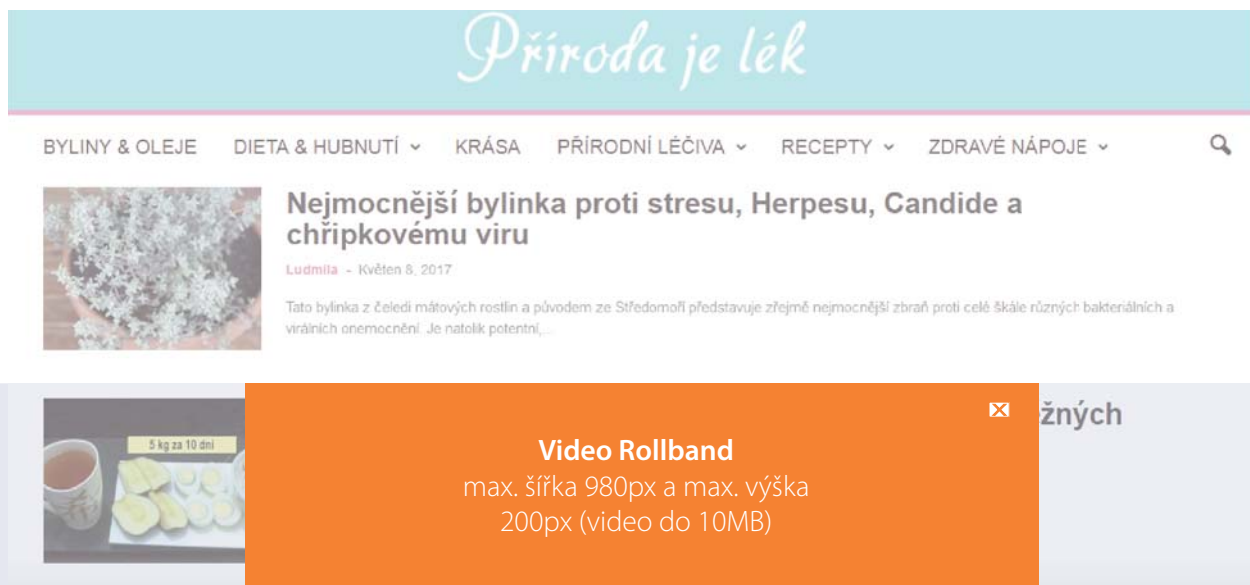 Příroda je lék
BYLINY & OLEJE DIETA & HUBNUTÍ KRÁSA PŘÍRODNÍ LÉČIVA RECEPTY ZDRAVÉ NÁPOJE
Nejmocnější bylinka proti stresu, Herpesu, Candide a
chřipkovému viru
Ludmila - Květen 8, 2017
Tato bylinka z čeledi mátových rostlin a původem ze Středomoří představuje zřejmě nejmocnější zbraň proti celé škále různých bakteriálních a
virálních onemocnění. Je natolik potentní,...
5 kg za 10 dní
žných
Video Rollband
max. šířka 980px a max. výška
200px (video do 10MB)